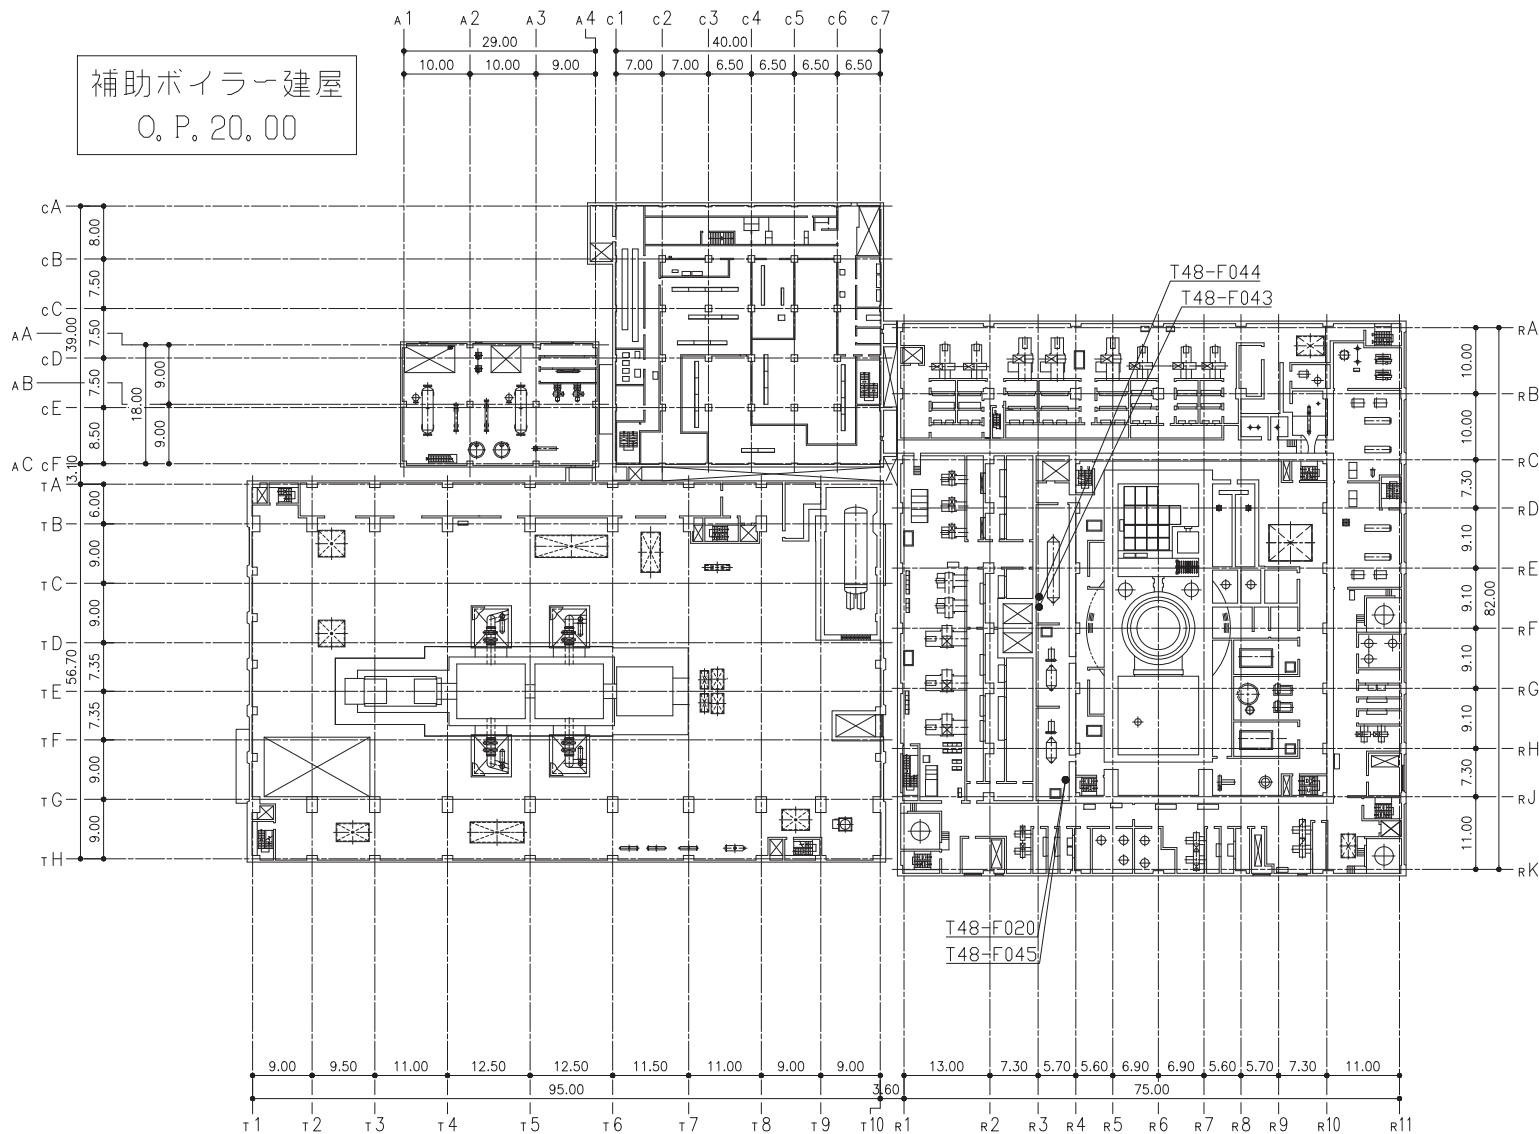 A1 A2 A3 A4 C1 C2 C3 C4 C5 C6 C7
29.00 40.00
10.00 10.00 9.00 7.00 7.00 6.50 6.50 6.50 6.50
補助ボイラー建屋
O.P.20.00
CA
8.00
CB
7.50
CC
AA
39.00
7.50
CD
AB
7.50
CE
8.50
AC CF
18.00
9.00
9.00
3.10
TA
6.00
TB
9.00
TC
9.00
TD
56.70
7.35
TE
7.35
TF
9.00
TG
9.00
TH
T48-F044
T48-F043
RA
10.00
RB
10.00
RC
7.30
RD
9.10
RE
9.10
82.00
RF
9.10
RG
9.10
RH
7.30
RJ
11.00
RK
T48-F020
T48-F045
9.00 9.50 11.00 12.50 12.50 11.50 11.00 9.00 9.00 13.00 7.30 5.70 5.60 6.90 6.90 5.60 5.70 7.30 11.00
95.00 3.60 75.00
T1 T2 T3 T4 T5 T6 T7 T8 T9 T10 R1 R2 R3 R4 R5 R6 R7 R8 R9 R10 R11